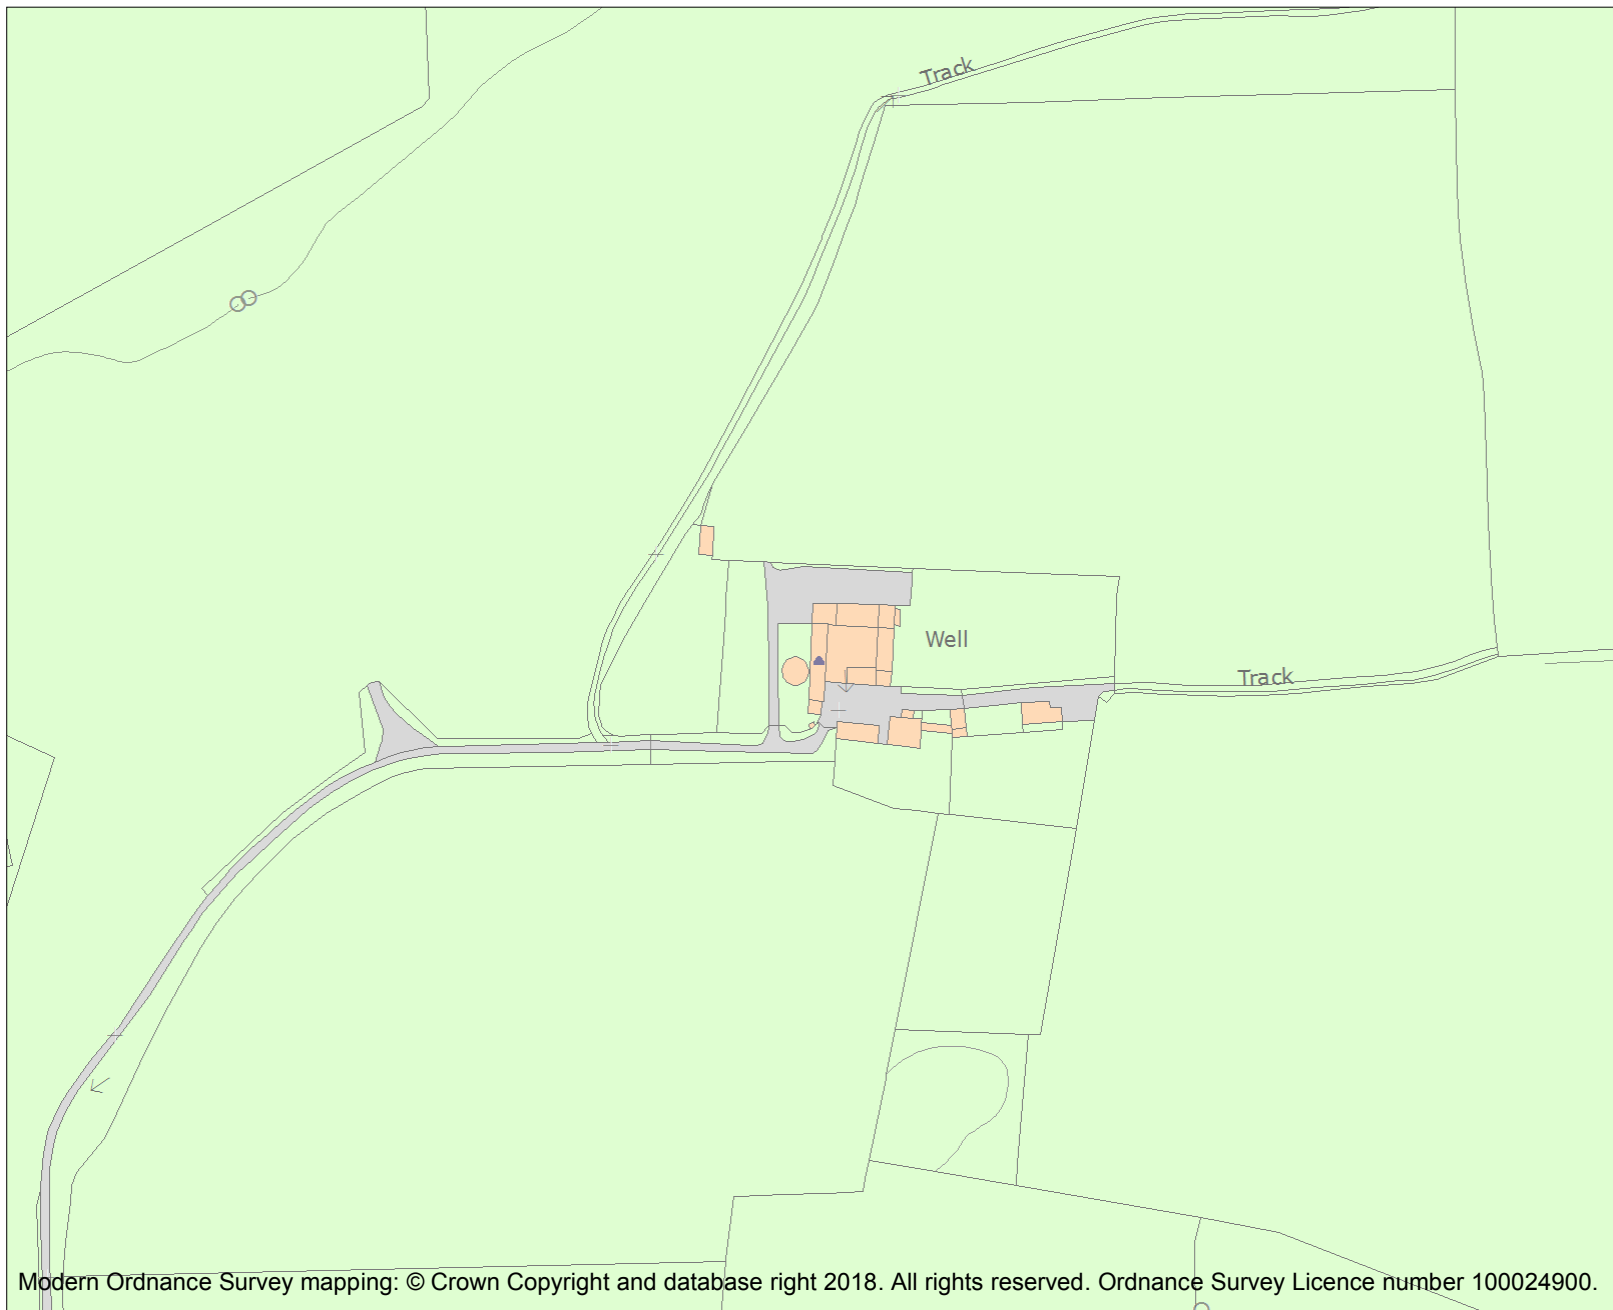 Track
Well
Track
Modern Ordnance Survey mapping: © Crown Copyright and database right 2018. All rights reserved. Ordnance Survey Licence number 100024900.